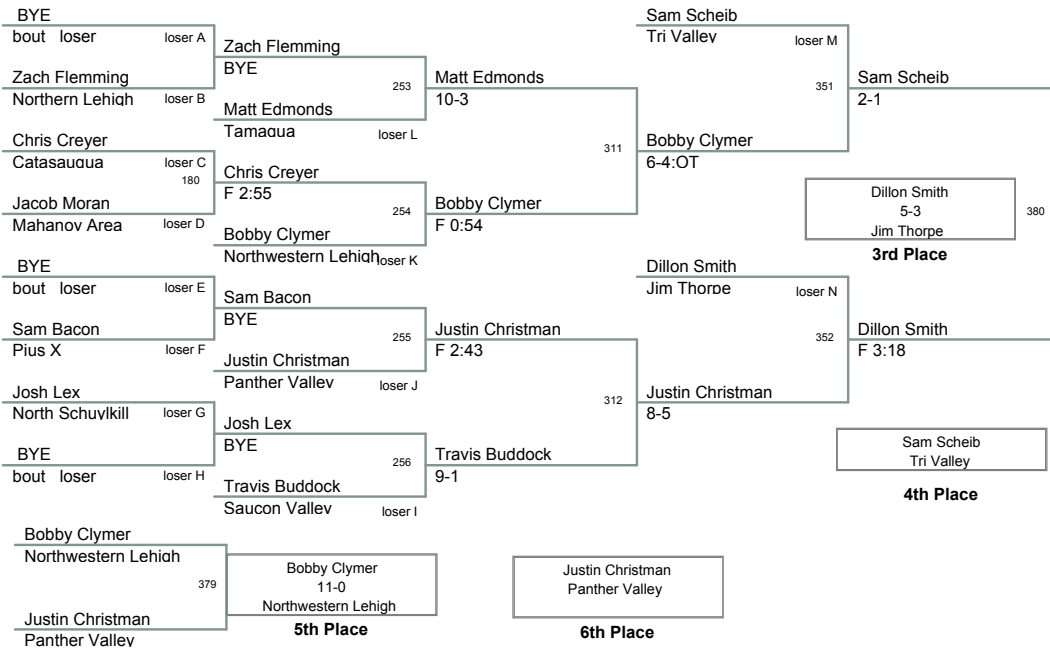 BYE
bout loser
loser A
Zach Flemming
Northern Lehigh
loser B
Chris Creyer
Catasauqua
loser C
180
Jacob Moran
Mahanoy Area
loser D
BYE
bout loser
loser E
Sam Bacon
Pius X
loser F
Josh Lex
North Schuylkill
loser G
BYE
bout loser
loser H
Zach Flemming
BYE
253
Matt Edmonds
Tamaqua
loser L
Chris Creyer
F 2:55
254
Bobby Clymer
Northwestern Lehigh
loser K
Sam Bacon
BYE
255
Justin Christman
Panther Valley
loser J
Josh Lex
BYE
256
Travis Buddock
Saucon Valley
loser I
Matt Edmonds
10-3
311
Bobby Clymer
F 0:54
Justin Christman
F 2:43
312
Travis Buddock
9-1
Sam Scheib
Tri Valley
loser M
351
Bobby Clymer
6-4:OT
Dillon Smith
Jim Thorpe
loser N
352
Justin Christman
8-5
Sam Scheib
2-1
Dillon Smith
5-3
Jim Thorpe
380
3rd Place
Dillon Smith
F 3:18
Sam Scheib
Tri Valley
4th Place
Bobby Clymer
Northwestern Lehigh
379
Justin Christman
Panther Valley
Bobby Clymer
11-0
Northwestern Lehigh
5th Place
Justin Christman
Panther Valley
6th Place